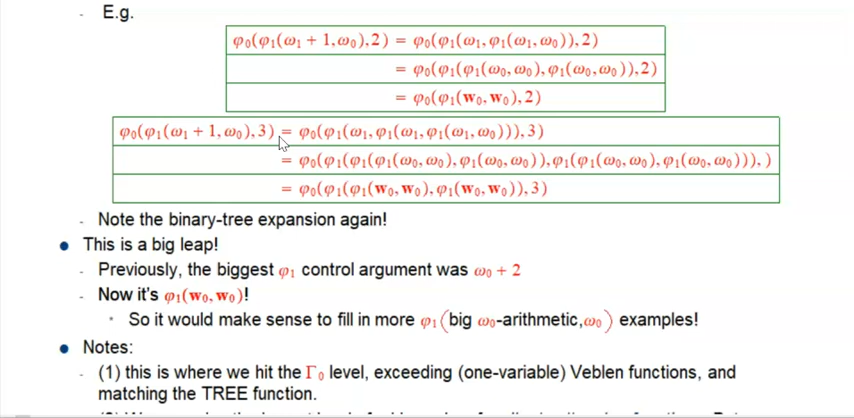 - E.g.
φ₀(φ₁(ω₁ + 1, ω₀), 2) = φ₀(φ₁(ω₁, φ₁(ω₁, ω₀)), 2)
= φ₀(φ₁(φ₁(ω₀, ω₀), φ₁(ω₀, ω₀)), 2)
= φ₀(φ₁(w₀, w₀), 2)
φ₀(φ₁(ω₁ + 1, ω₀), 3) = φ₀(φ₁(ω₁, φ₁(ω₁, φ₁(ω₁, ω₀))), 3)
= φ₀(φ₁(φ₁(φ₁(ω₀, ω₀), φ₁(ω₀, ω₀)), φ₁(φ₁(ω₀, ω₀), φ₁(ω₀, ω₀))), )
= φ₀(φ₁(φ₁(w₀, w₀), φ₁(w₀, w₀)), 3)
- Note the binary-tree expansion again!
● This is a big leap!
- Previously, the biggest φ₁ control argument was ω₀ + 2
- Now it's φ₁(w₀, w₀)!
* So it would make sense to fill in more φ₁(big ω₀-arithmetic, ω₀) examples!
● Notes:
- (1) this is where we hit the Γ₀ level, exceeding (one-variable) Veblen functions, and
matching the TREE function.